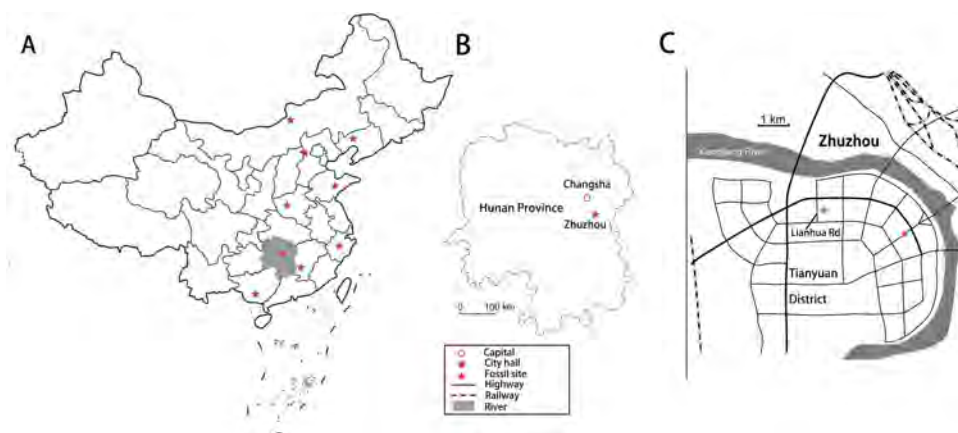 A
B
Changsha
Hunan Province
Zhuzhou
0 100 km
Capital
City hall
Fossil site
Highway
Railway
River
C
1 km
Zhuzhou
River
Lianhua Rd
Tianyuan
District